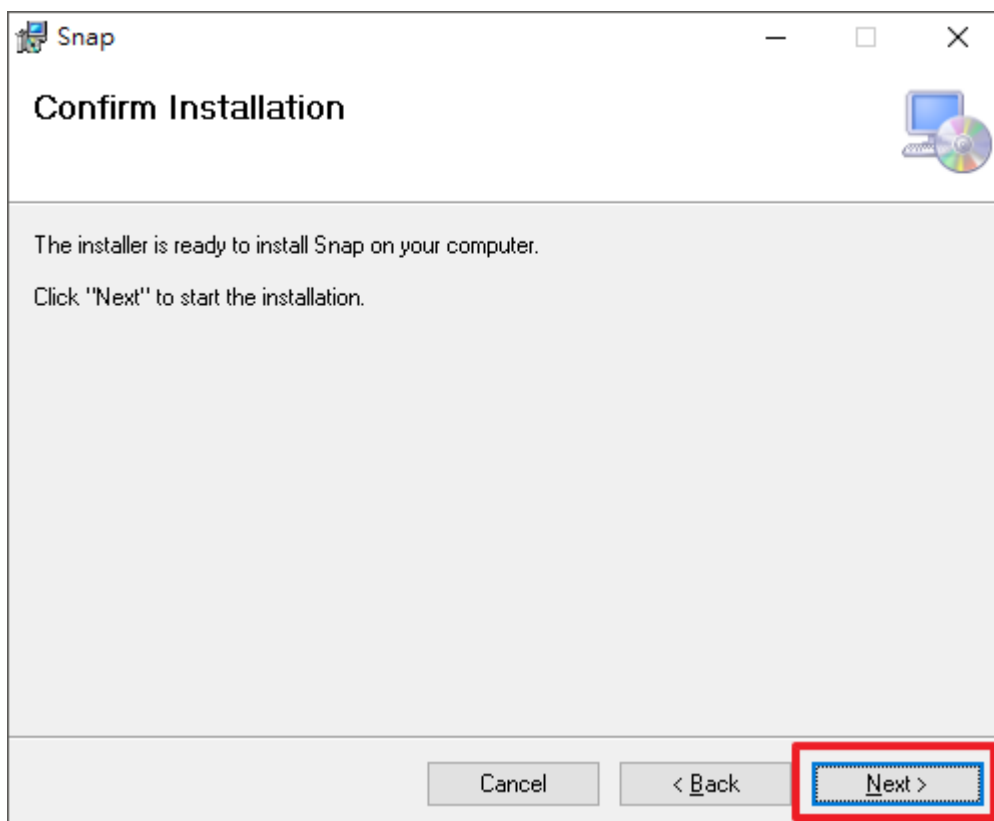 Snap
Confirm Installation
The installer is ready to install Snap on your computer.
Click "Next" to start the installation.
Cancel
< Back
Next >